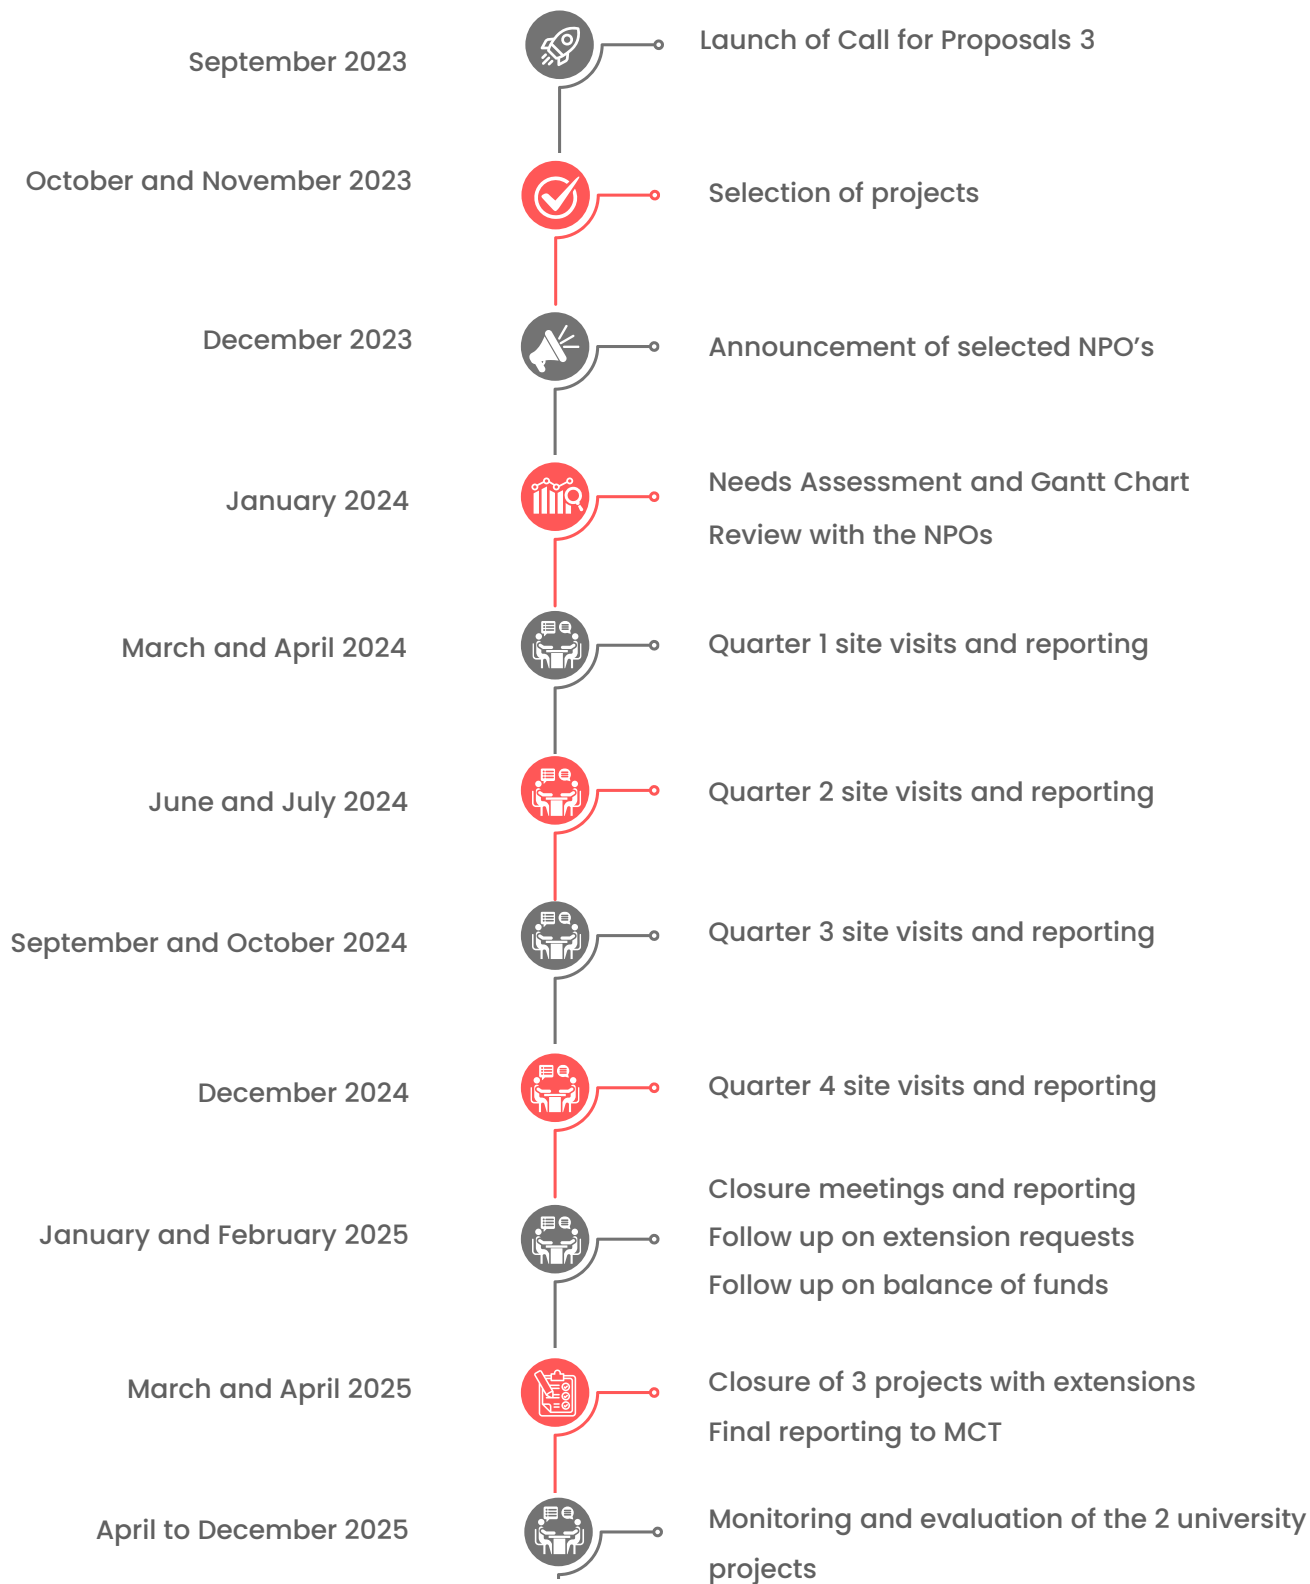 September 2023
Launch of Call for Proposals 3
October and November 2023
Selection of projects
December 2023
Announcement of selected NPO's
January 2024
Needs Assessment and Gantt Chart
Review with the NPOs
March and April 2024
Quarter 1 site visits and reporting
June and July 2024
Quarter 2 site visits and reporting
September and October 2024
Quarter 3 site visits and reporting
December 2024
Quarter 4 site visits and reporting
January and February 2025
Closure meetings and reporting
Follow up on extension requests
Follow up on balance of funds
March and April 2025
Closure of 3 projects with extensions
Final reporting to MCT
April to December 2025
Monitoring and evaluation of the 2 university
projects